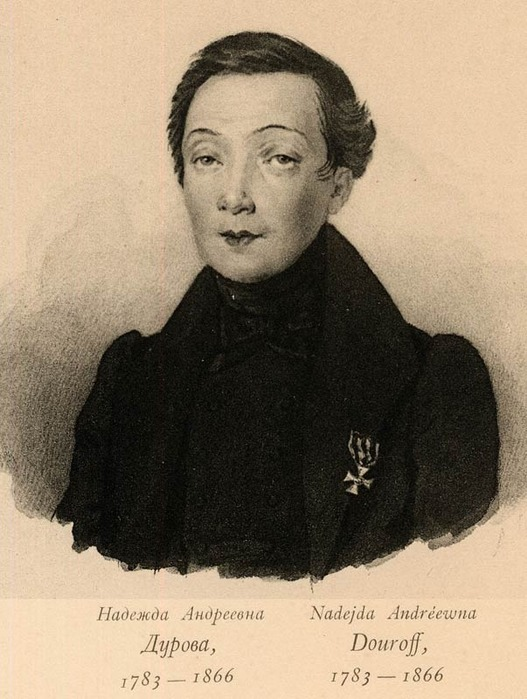 Надежда Андреевна
Дурова,
1783 — 1866
Nadejda Andréewna
Douroff,
1783 — 1866